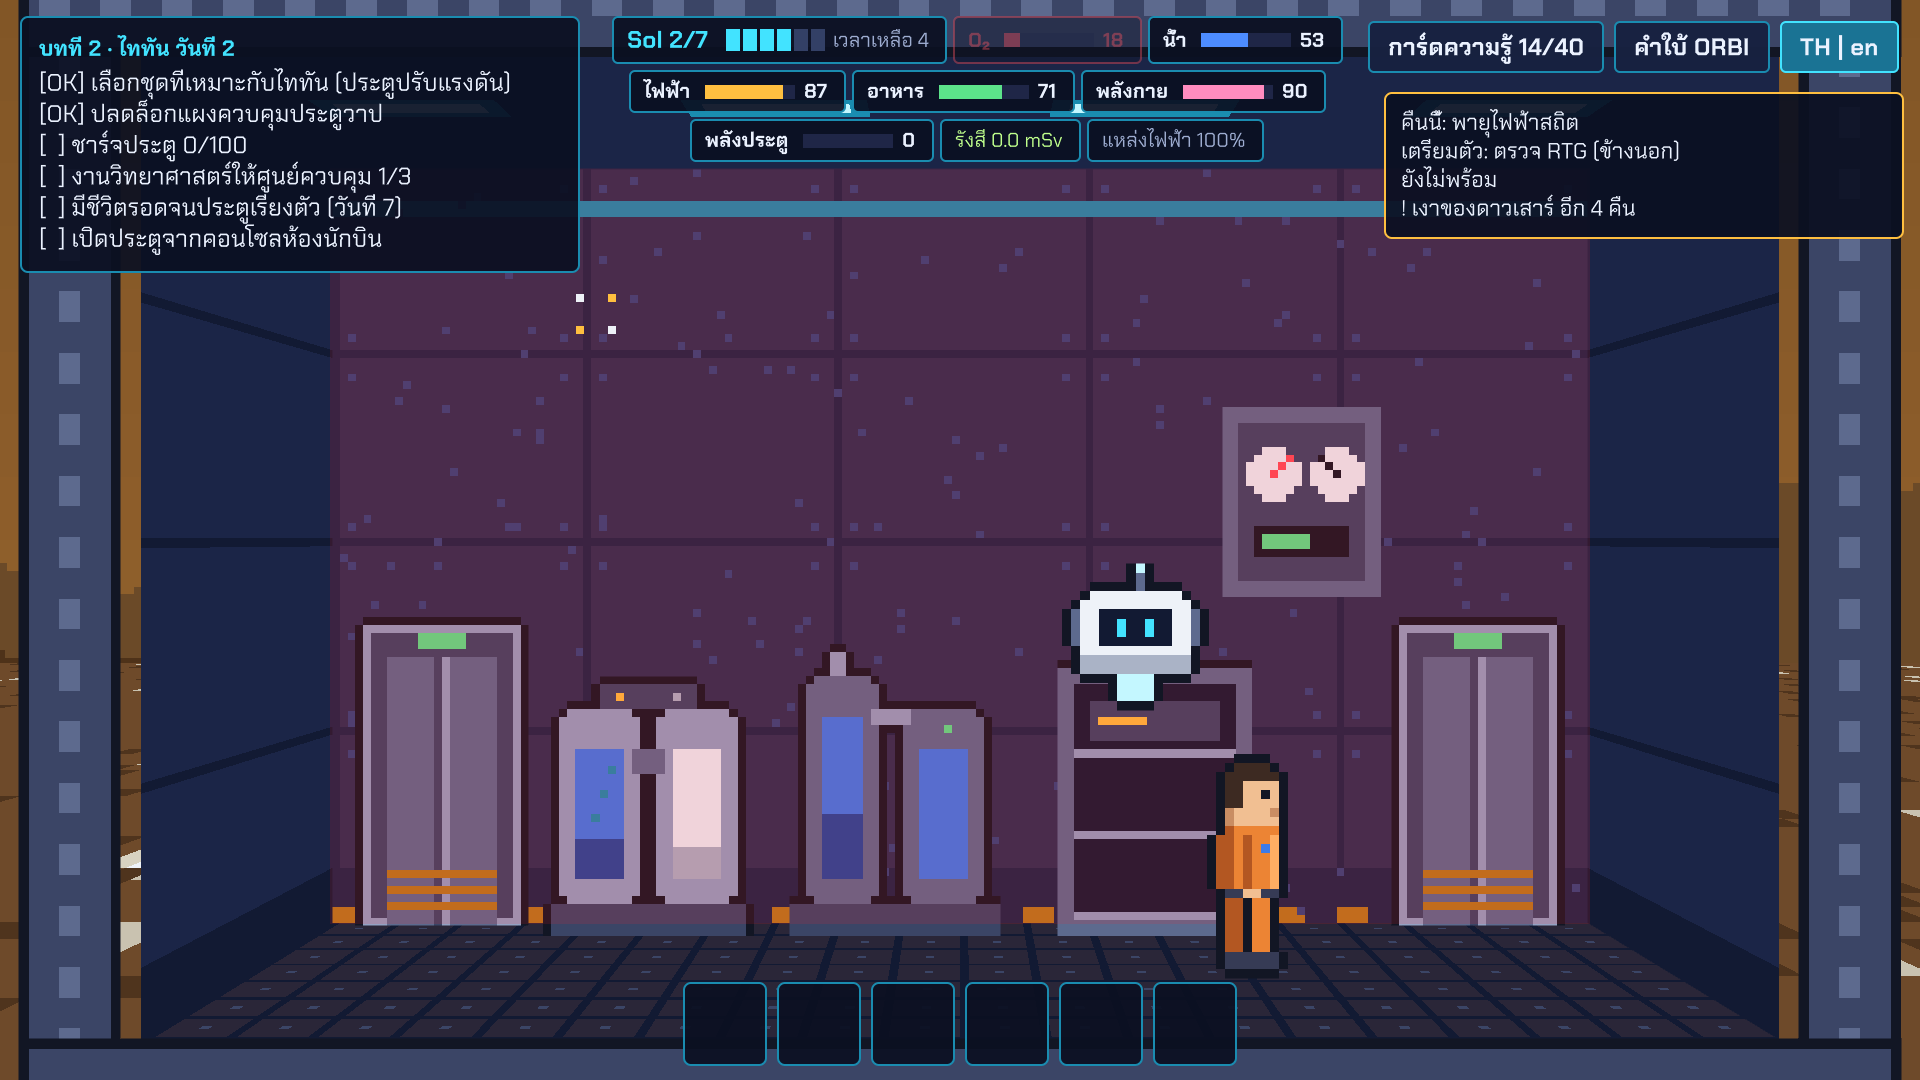 บทที่ 2 · ไททัน วันที่ 2
[OK] เลือกชุดที่เหมาะกับไททัน (ประตูปรับแรงดัน)
[OK] ปลดล็อกแผงควบคุมประตูวาป
[ ] ชาร์จประตู 0/100
[ ] งานวิทยาศาสตร์ให้ศูนย์ควบคุม 1/3
[ ] มีชีวิตรอดจนประตูเรียงตัว (วันที่ 7)
[ ] เปิดประตูจากคอนโซลห้องนักบิน
Sol 2/7 เวลาเหลือ 4
O₂ 18
น้ำ 53
ไฟฟ้า 87
อาหาร 71
พลังกาย 90
พลังประตู 0
รังสี 0.0 mSv
แหล่งไฟฟ้า 100%
การ์ดความรู้ 14/40
คำใบ้ ORBI
TH | en
คืนนี้: พายุไฟฟ้าสถิต
เตรียมตัว: ตรวจ RTG (ข้างนอก)
ยังไม่พร้อม
! เงาของดาวเสาร์ อีก 4 คืน